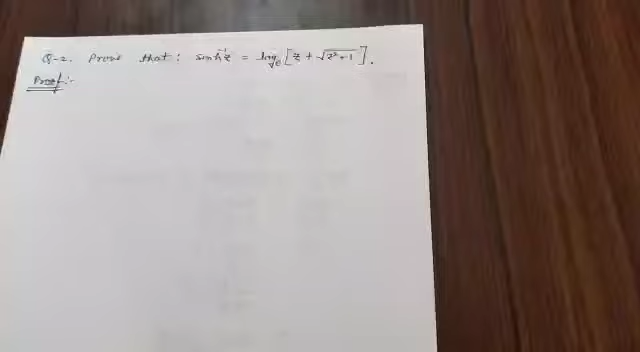 Q-2. Prove that : sinh⁻¹z = logₑ[z + √z²+1].
Proof :-